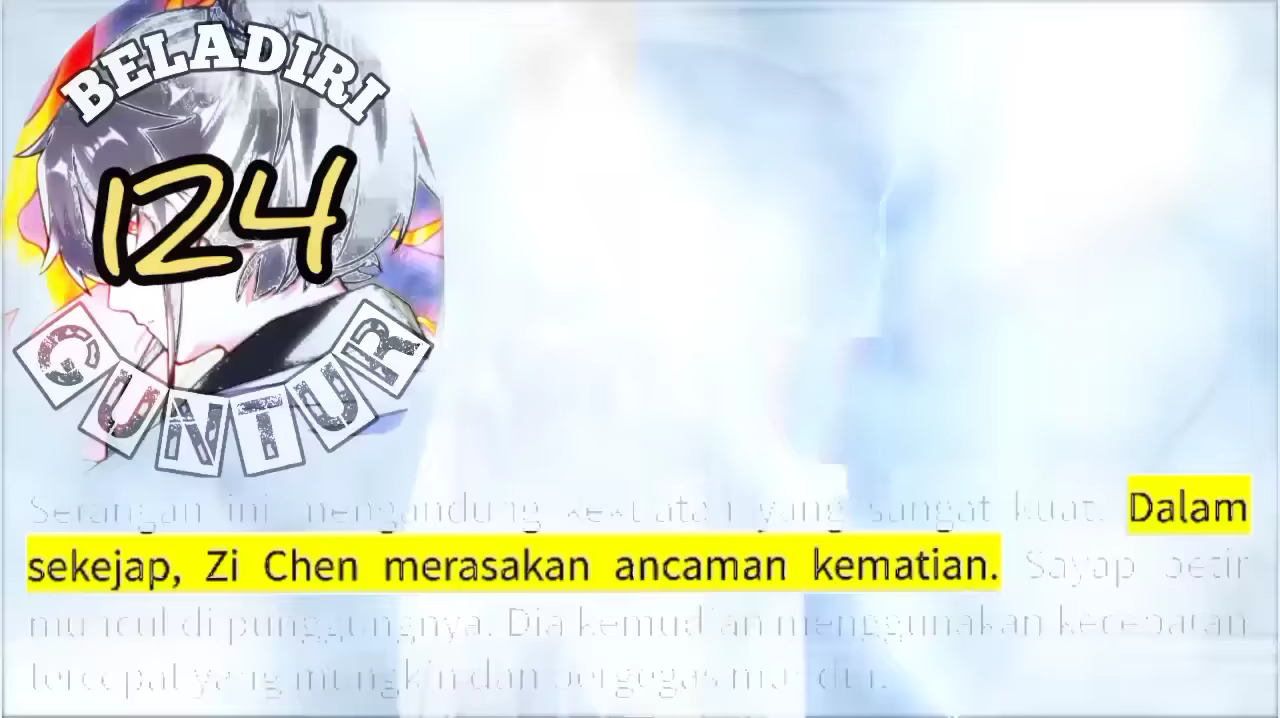 BELADIRI
124
GUNTUR
Serangan ini mengandung kekuatan yang sangat kuat. Dalam
sekejap, Zi Chen merasakan ancaman kematian. Sayap petir
muncul di punggungnya. Dia kemudian menggunakan kecepatan
tercepat yang mungkin dan bergegas mundur.